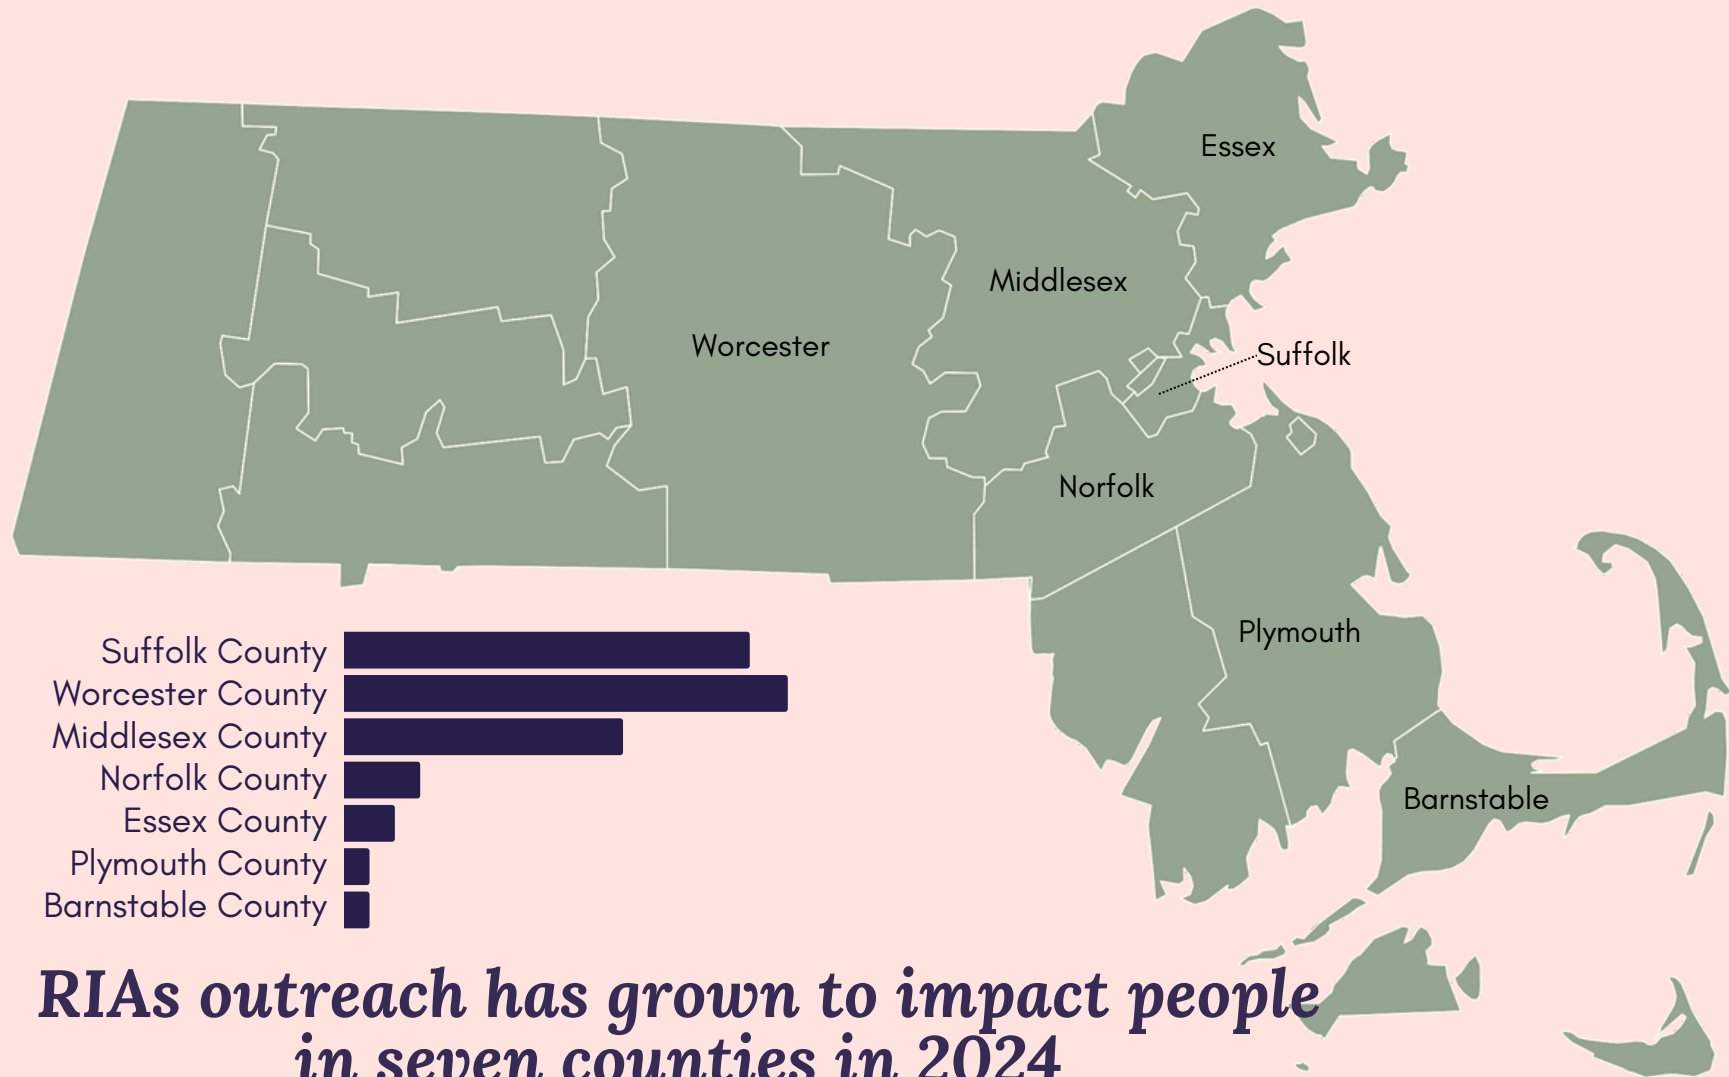 Essex
Middlesex
Worcester
Suffolk
Norfolk
Plymouth
Barnstable
Suffolk County
Worcester County
Middlesex County
Norfolk County
Essex County
Plymouth County
Barnstable County
RIAs outreach has grown to impact people
in seven counties in 2024